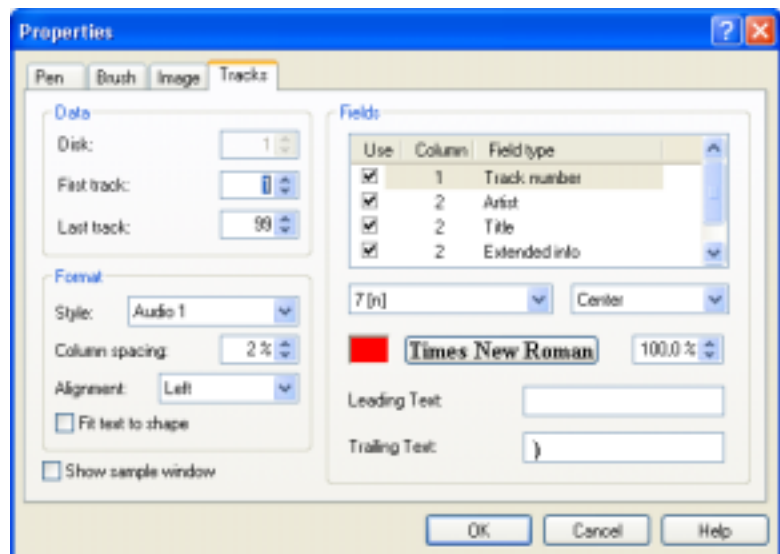 Properties
Pen Brush Image Tracks
Data
Disk: 1
First track: 1
Last track: 99
Format
Style: Audio 1
Column spacing: 2 %
Alignment: Left
Fit text to shape
Show sample window
Fields
Use Column Field type
1 Track number
2 Artist
2 Title
2 Extended info
7 [n] Center
Times New Roman 100.0 %
Leading Text:
Trailing Text: )
OK Cancel Help